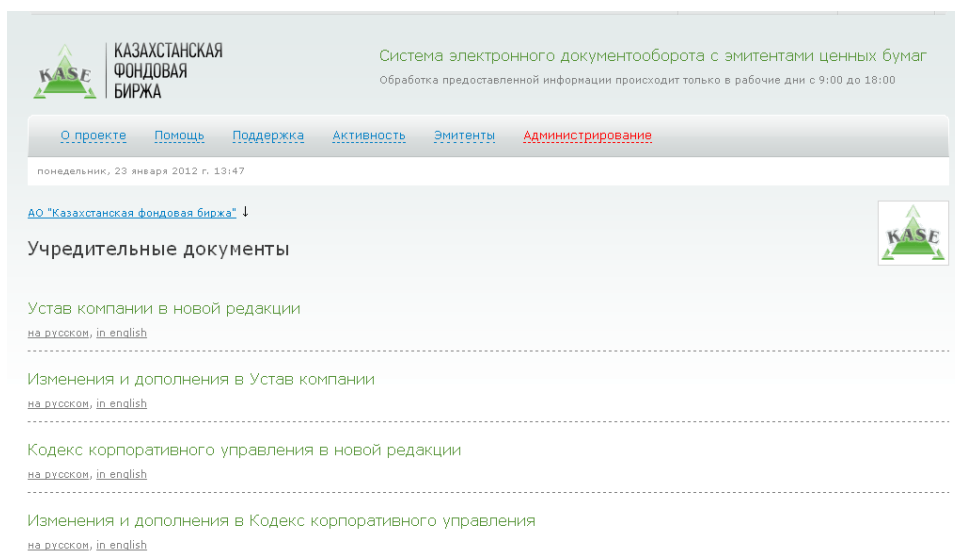 KASE
КАЗАХСТАНСКАЯ
ФОНДОВАЯ
БИРЖА
Система электронного документооборота с эмитентами ценных бумаг
Обработка предоставленной информации происходит только в рабочие дни с 9:00 до 18:00
О проекте Помощь Поддержка Активность Эмитенты Администрирование
понедельник, 23 января 2012 г. 13:47
АО "Казахстанская фондовая биржа" ↓
KASE
Учредительные документы
Устав компании в новой редакции
на русском, in english
Изменения и дополнения в Устав компании
на русском, in english
Кодекс корпоративного управления в новой редакции
на русском, in english
Изменения и дополнения в Кодекс корпоративного управления
на русском, in english